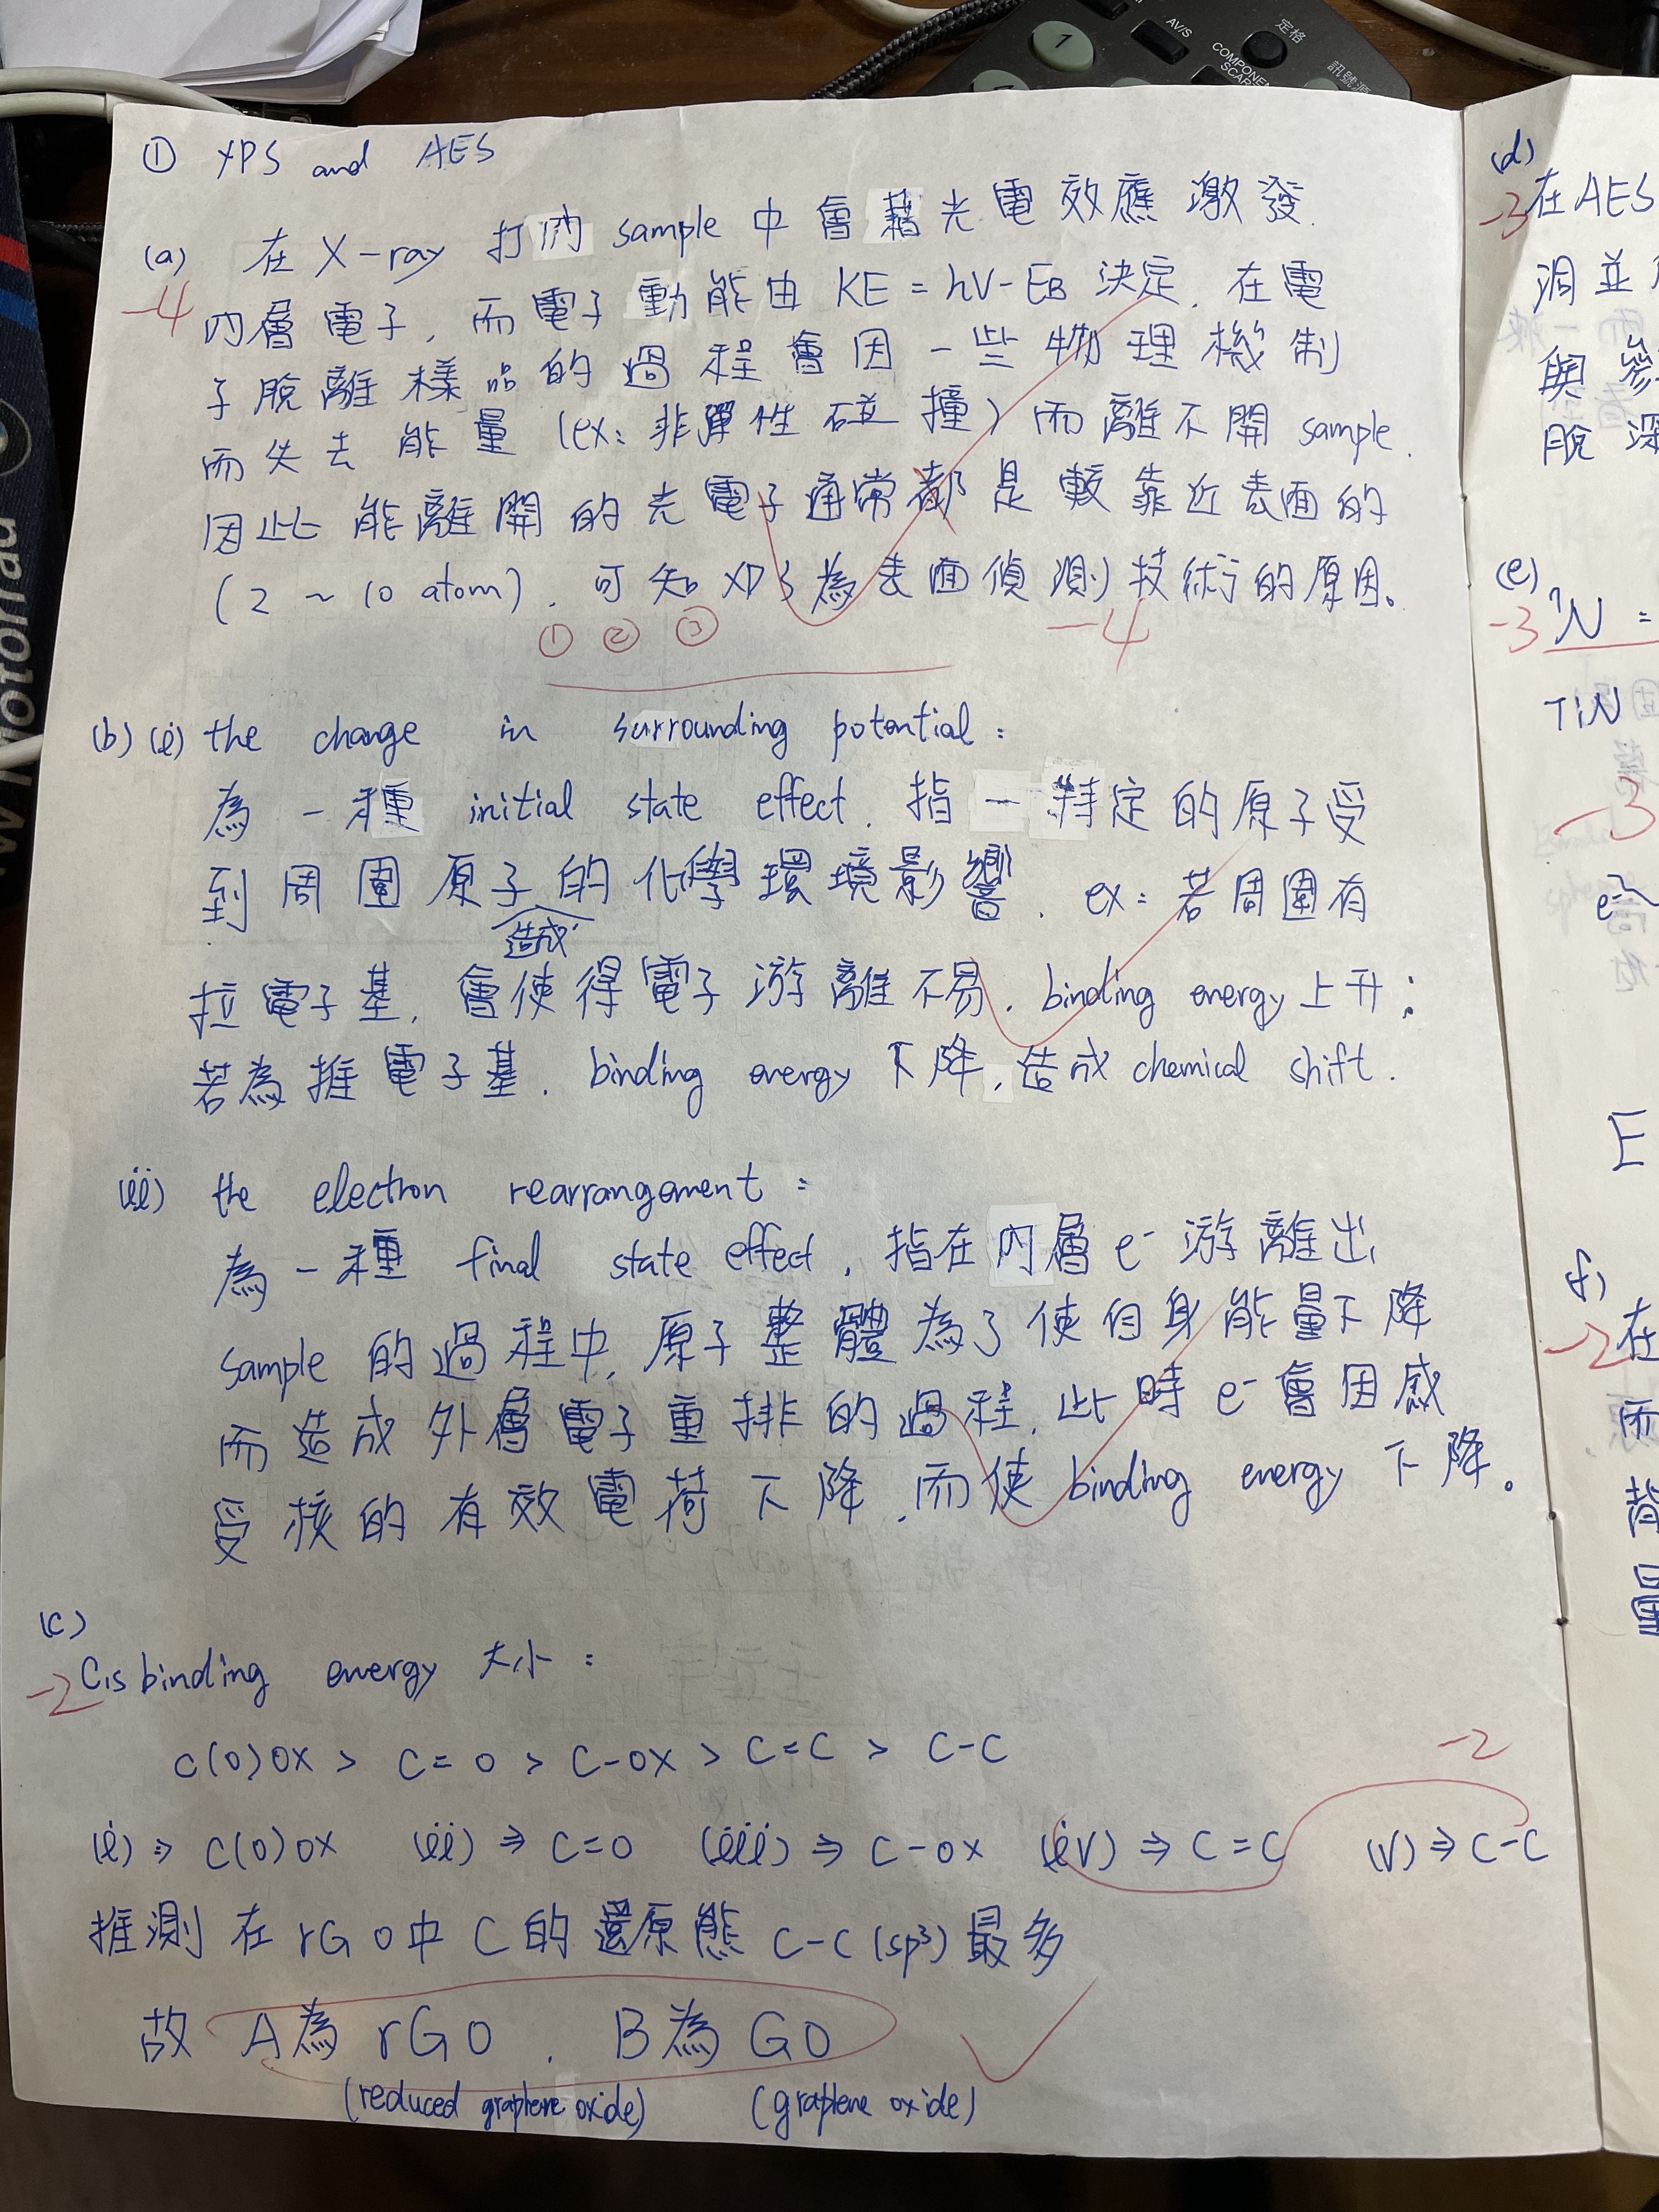 AV/S
定格
1
COMPONEN
SCAR
訊號源
① XPS and AES
(a) 在 X-ray 打內 sample 中會藉光電效應激發
-4
內層電子, 而電子動能由 KE = hν-EB 決定. 在電
子脫離樣品的過程會因一些物理機制
而失去能量 (ex: 非彈性碰撞) 而離不開 sample.
因此能離開的光電子通常都是較靠近表面的
(2 ~ 10 atom). 可知 XPS 為表面偵測技術的原因。
① ② ③
-4
(b) (i) the change in surrounding potential :
為一種 initial state effect. 指一特定的原子受
到周圍原子的化學環境影響. ex: 若周圍有
造成
拉電子基, 會使得電子游離不易. binding energy 上升;
若為推電子基. binding energy 下降, 造成 chemical shift.
(ii) the electron rearrangement :
為一種 final state effect, 指在內層 e- 游離出
sample 的過程中, 原子整體為了使自身能量下降
而造成外層電子重排的過程, 此時 e- 會因感
受核的有效電荷下降, 而使 binding energy 下降。
(c)
-2
C1s binding energy 大小 :
C(O)OX > C=O > C-OX > C=C > C-C
-2
(i) ⇒ C(O)OX (ii) ⇒ C=O (iii) ⇒ C-OX (iv) ⇒ C=C (v) ⇒ C-C
推測在 rGO 中 C 的還原態 C-C (sp³) 最多
故 A為 rGO . B為 GO
(reduced graphene oxide) (graphene oxide)
(d)
-3
在AES
洞並
與參
脫深
(e)
-3
N =
TiN
-3
E
f)
-2
在
而
背
量